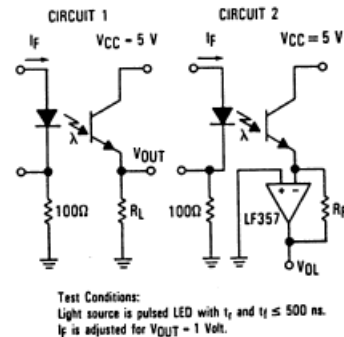 CIRCUIT 1
CIRCUIT 2
IF
VCC - 5 V
IF
VCC = 5 V
λ
λ
VOUT
100Ω
RL
100Ω
+ -
LF357
RF
VOL
Test Conditions:
Light source is pulsed LED with tr and tf ≤ 500 ns.
IF is adjusted for VOUT - 1 Volt.